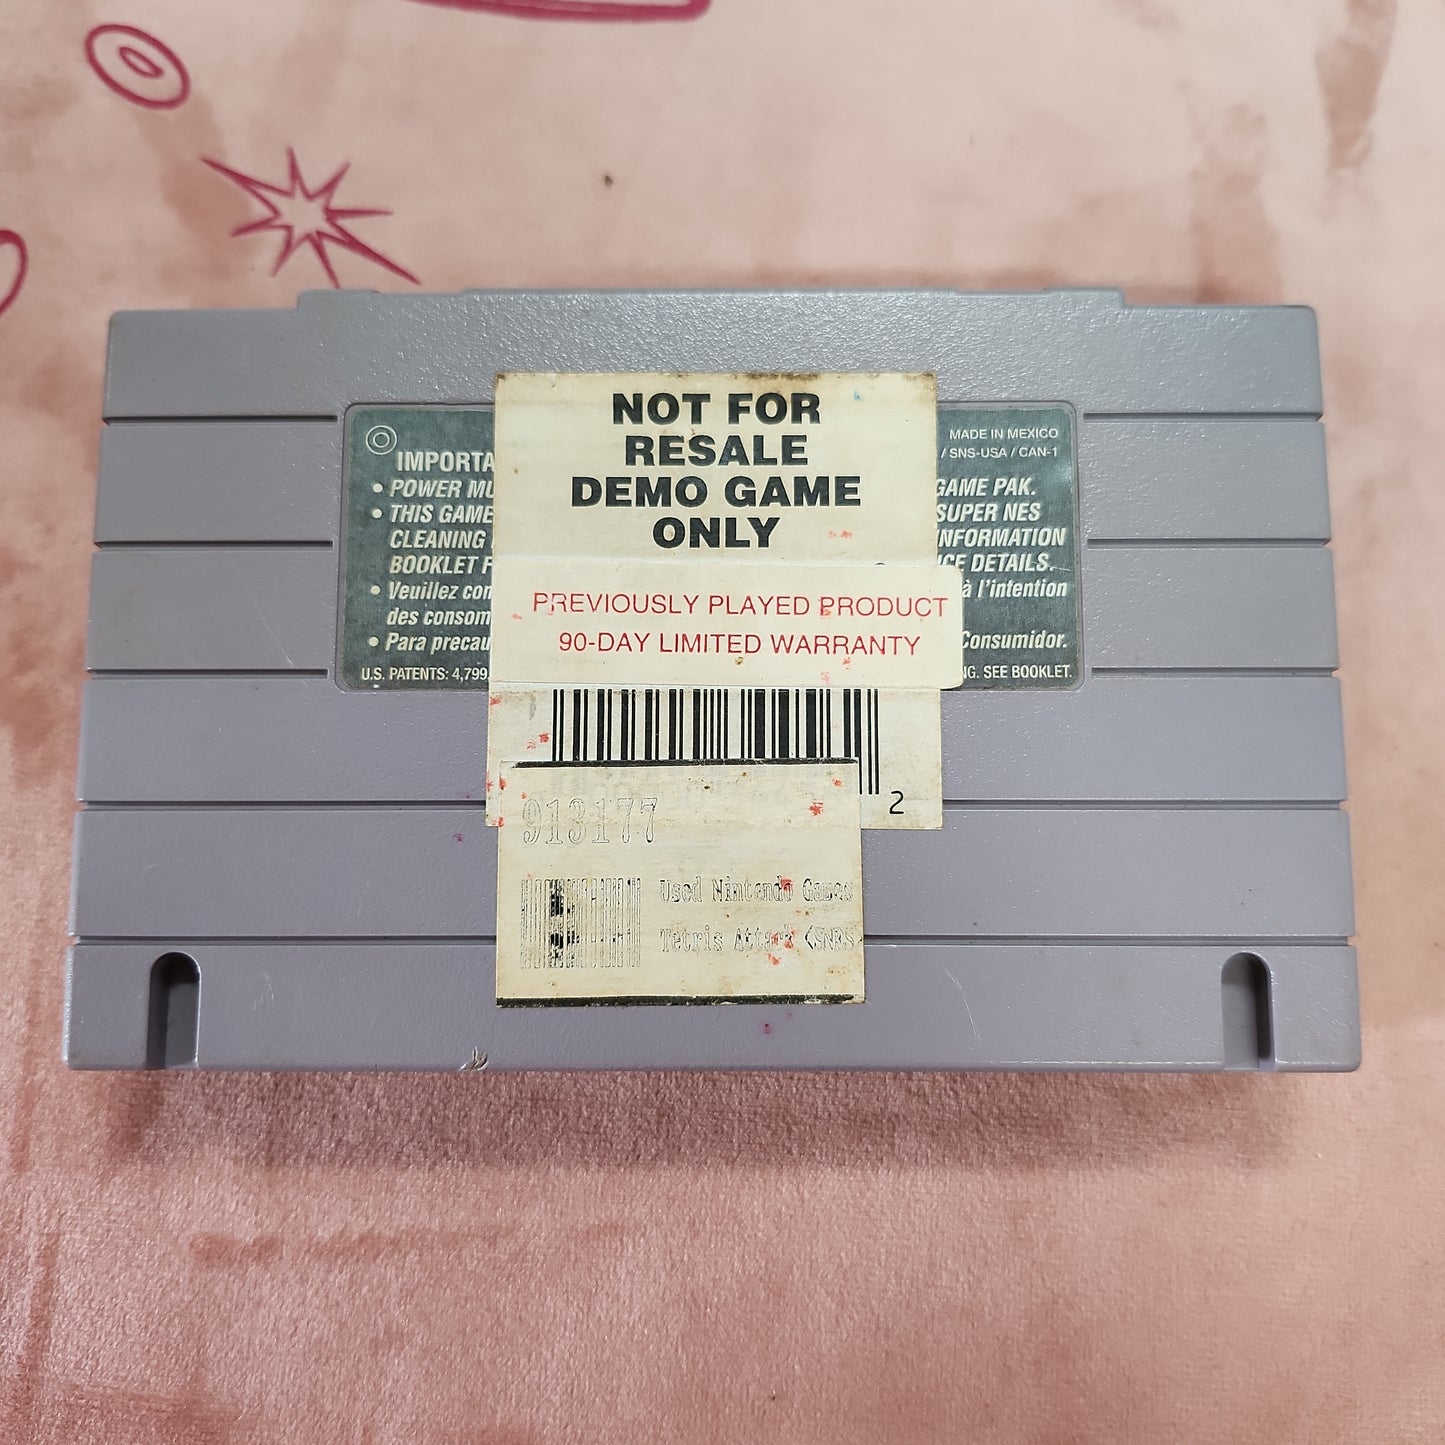 NOT FOR
RESALE
DEMO GAME
ONLY
PREVIOUSLY PLAYED PRODUCT
90-DAY LIMITED WARRANTY
2
913177
Used Nintendo Games
Tetris Attack (SNES
IMPORTA
• POWER MU
• THIS GAME
CLEANING
BOOKLET F
• Veuillez con
des consom
• Para precau
U.S. PATENTS: 4,799,
MADE IN MEXICO
/ SNS-USA / CAN-1
GAME PAK.
SUPER NES
INFORMATION
ICE DETAILS.
à l'intention
Consumidor.
NG. SEE BOOKLET.